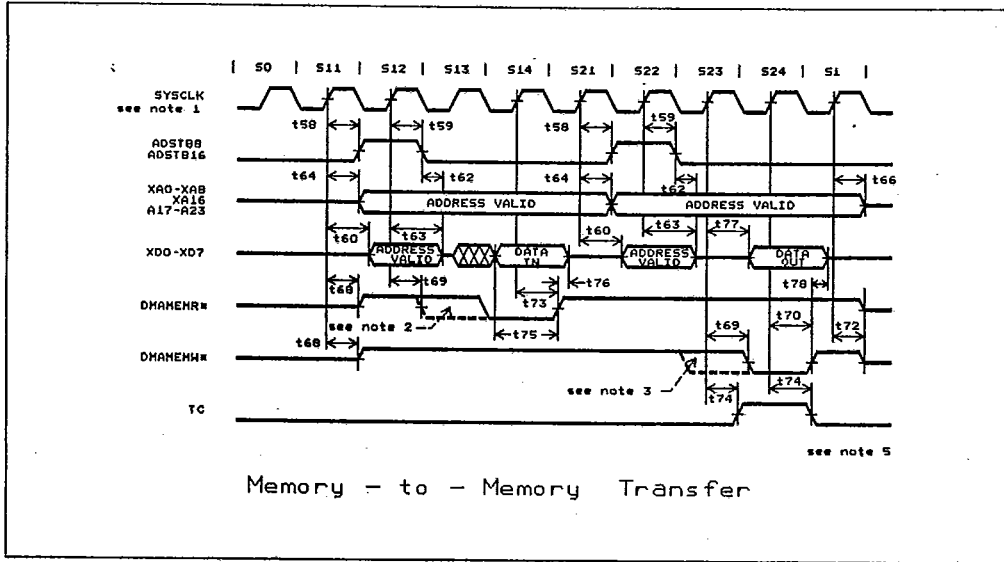 | S0 | S11 | S12 | S13 | S14 | S21 | S22 | S23 | S24 | S1 |
SYSCLK
see note 1
t58 t59 t58 t59
ADSTB8
ADSTB16
t64 t62 t64 t62 t66
XA0-XA8
XA16
A17-A23
ADDRESS VALID ADDRESS VALID
t60 t63 t60 t63 t77
XD0-XD7
ADDRESS VALID DATA IN ADDRESS VALID DATA OUT
t68 t69 t73 t76 t78
DMAMEMR*
see note 2
t75 t69 t70 t72
t68
DMAMEMW*
see note 3
t74 t74
TC
see note 5
Memory - to - Memory Transfer